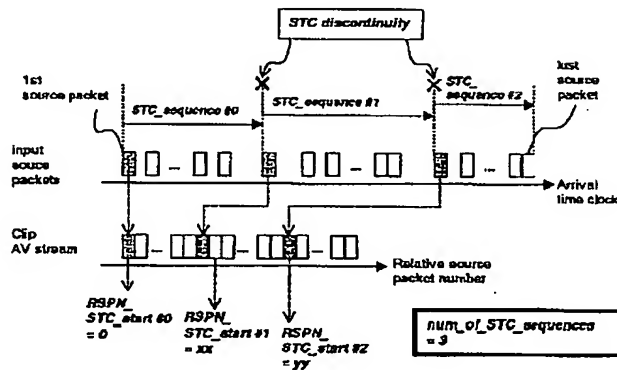 STC discontinuity
1st
source packet
STC_sequence #0
STC_sequence #1
STC_
sequence #2
last
source
packet
input
source
packets
...
...
...
Arrival
time clock
Clip
AV stream
...
...
...
Relative source
packet number
RSPN_
STC_start #0
= 0
RSPN_
STC_start #1
= xx
RSPN_
STC_start #2
= yy
num_of_STC_sequences
= 3